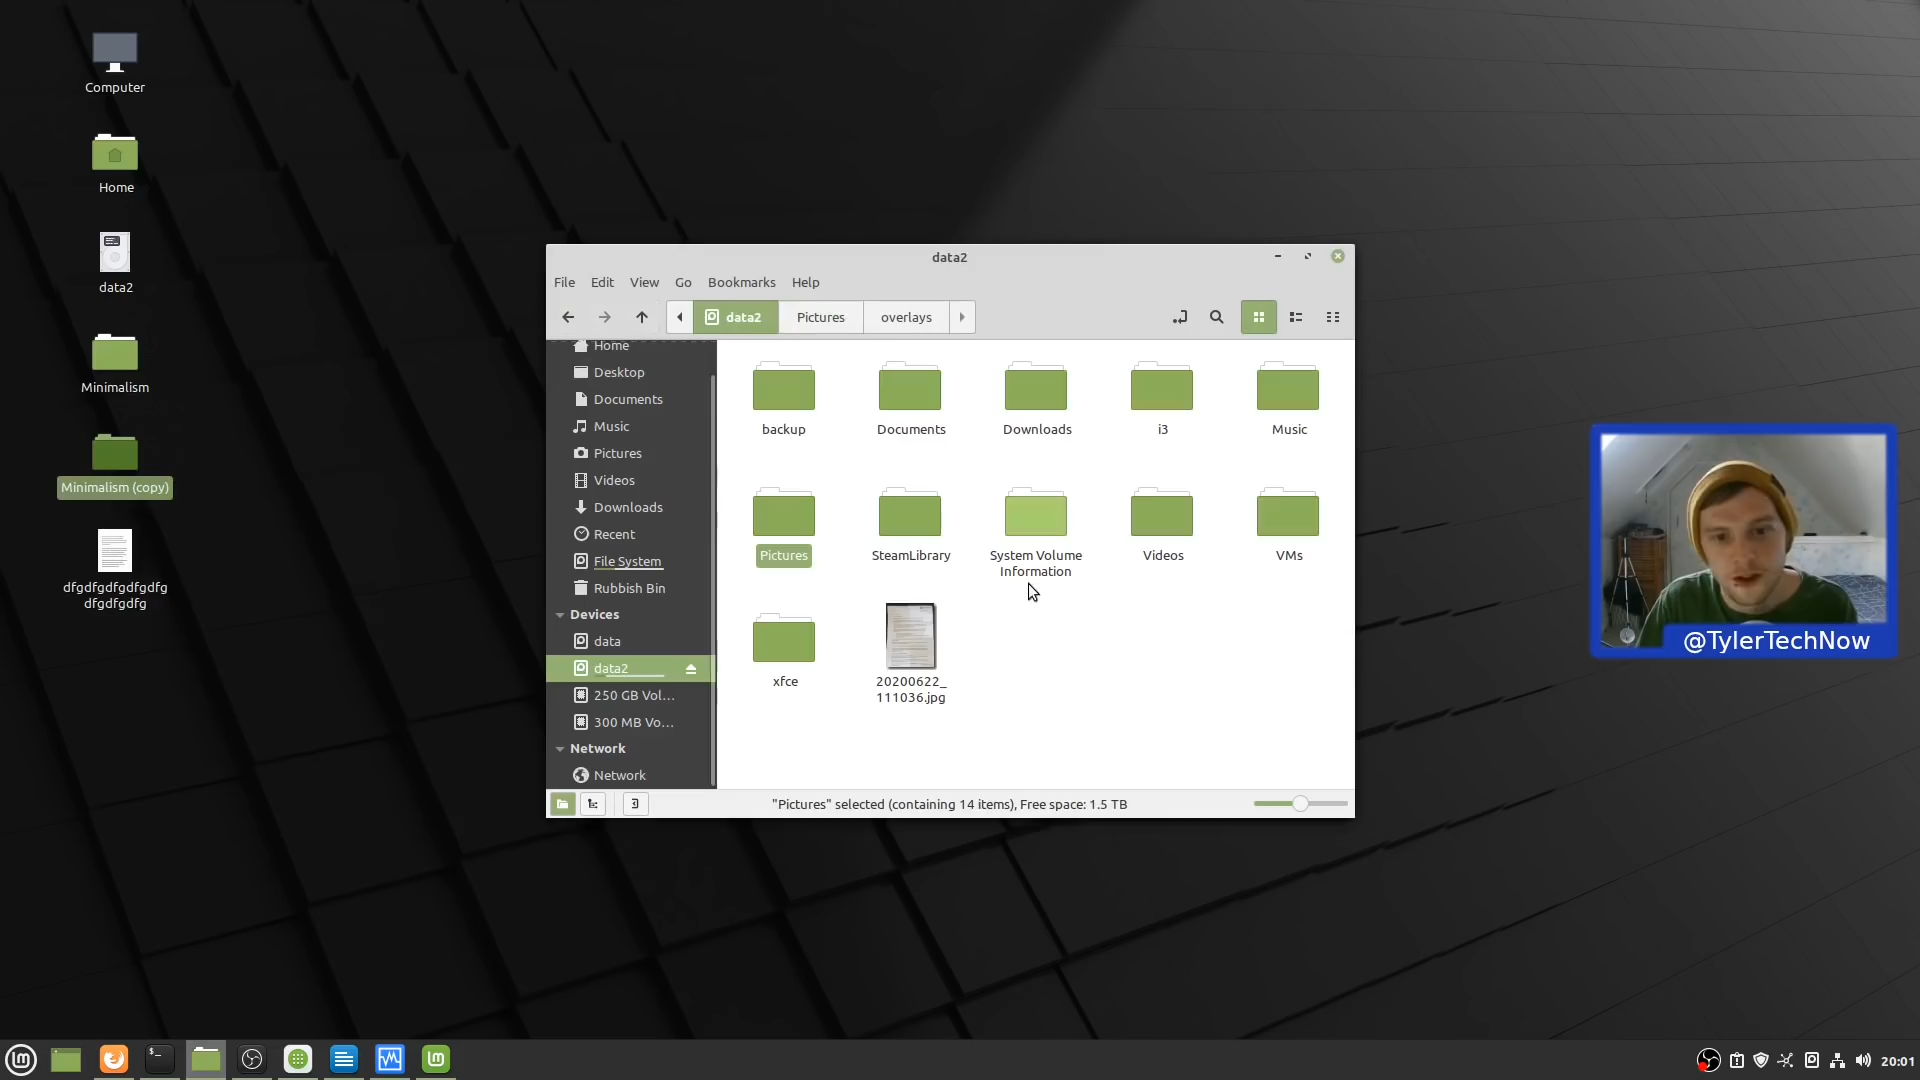 Computer
Home
data2
Minimalism
Minimalism (copy)
dfgdfgdfgdfgdfg
dfgdfgdfg
data2
File Edit View Go Bookmarks Help
data2 Pictures overlays
Home
Desktop
Documents
Music
Pictures
Videos
Downloads
Recent
File System
Rubbish Bin
Devices
data
data2
250 GB Vol...
300 MB Vo...
Network
Network
backup Documents Downloads i3 Music
Pictures SteamLibrary System Volume Videos VMs
Information
xfce 20200622_
111036.jpg
"Pictures" selected (containing 14 items), Free space: 1.5 TB
@TylerTechNow
20:01